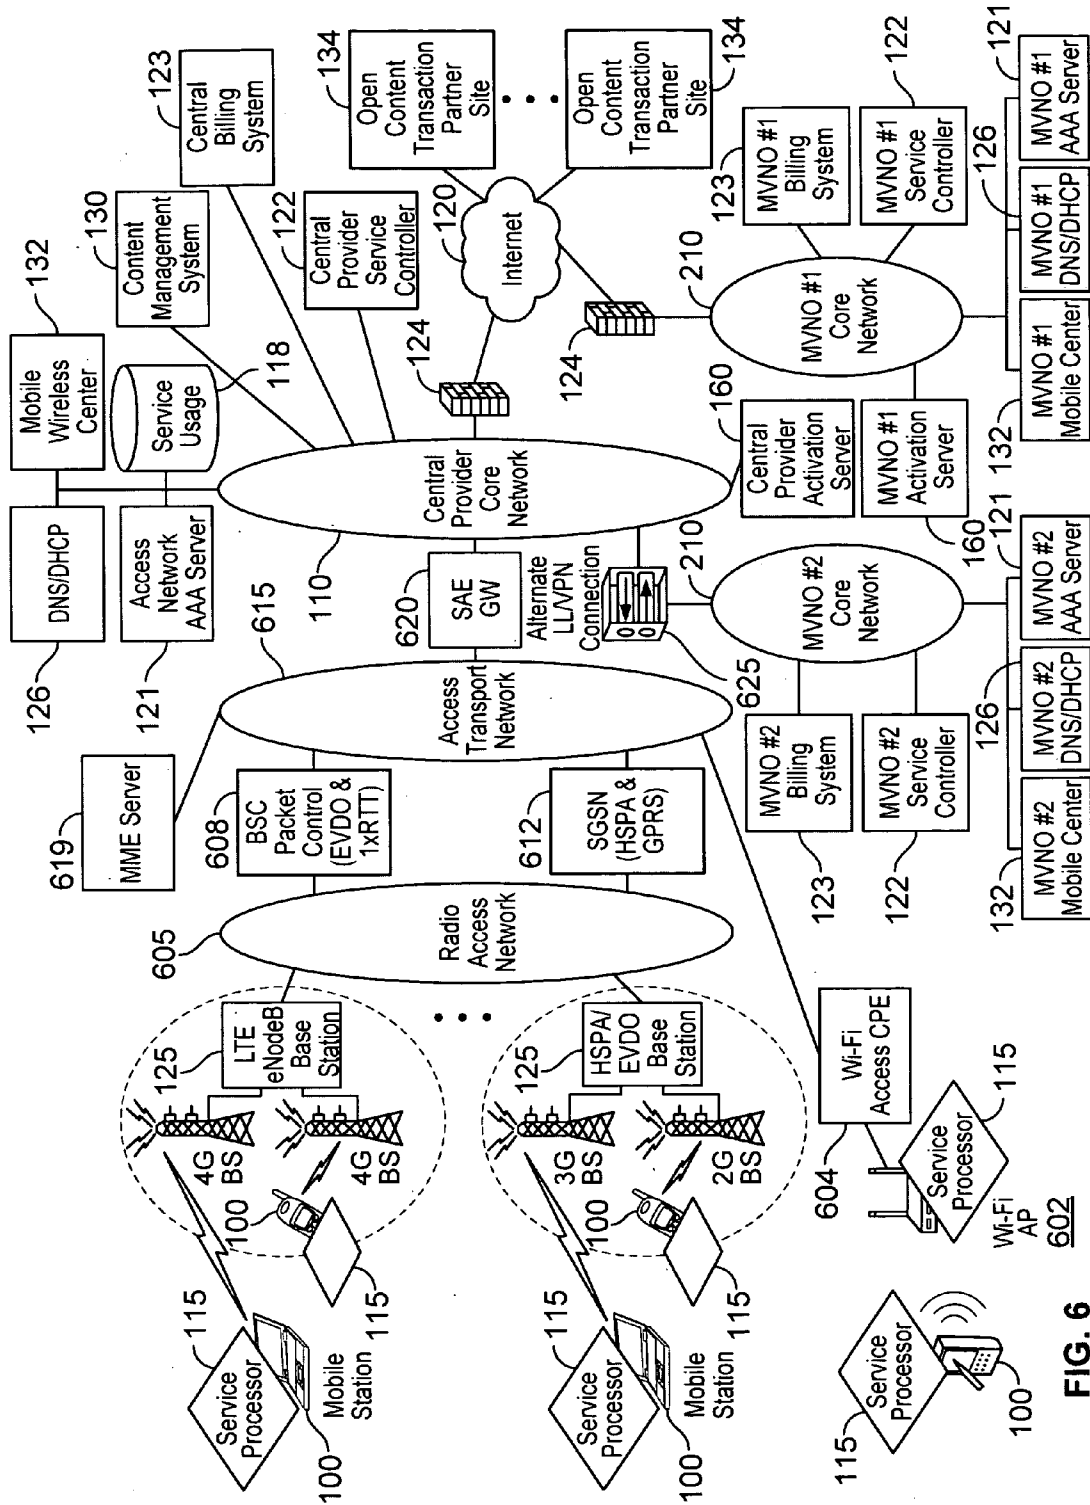 123
Central
Billing
System
130
Content
Management
System
132
Mobile
Wireless
Center
118
Service
Usage
122
Central
Provider
Service
Controller
134
Open
Content
Transaction
Partner
Site
134
Open
Content
Transaction
Partner
Site
120
Internet
124
124
DNS/DHCP
126
Access
Network
AAA Server
121
Central
Provider
Core
Network
110
SAE
GW
620
615
Access
Transport
Network
MME Server
619
608
BSC
Packet
Control
(EVDO &
1xRTT)
612
SGSN
(HSPA &
GPRS)
605
Radio
Access
Network
125
LTE
eNodeB
Base
Station
4G
BS
4G
BS
100
115
115
Service
Processor
Mobile
Station
100
125
HSPA/
EVDO
Base
Station
3G
BS
2G
BS
100
115
115
Service
Processor
Mobile
Station
100
Wi-Fi
Access CPE
604
115
Service
Processor
Wi-Fi
AP
602
115
Service
Processor
100
Alternate
LL/VPN
Connection
625
160
Central
Provider
Activation
Server
MVNO #1
Activation
Server
160
210
MVNO #1
Core
Network
123
MVNO #1
Billing
System
122
MVNO #1
Service
Controller
121
MVNO #1
AAA Server
126
MVNO #1
DNS/DHCP
132
MVNO #1
Mobile Center
210
MVNO #2
Core
Network
MVNO #2
Billing
System
123
MVNO #2
Service
Controller
122
121
MVNO #2
AAA Server
126
MVNO #2
DNS/DHCP
132
MVNO #2
Mobile Center
FIG. 6